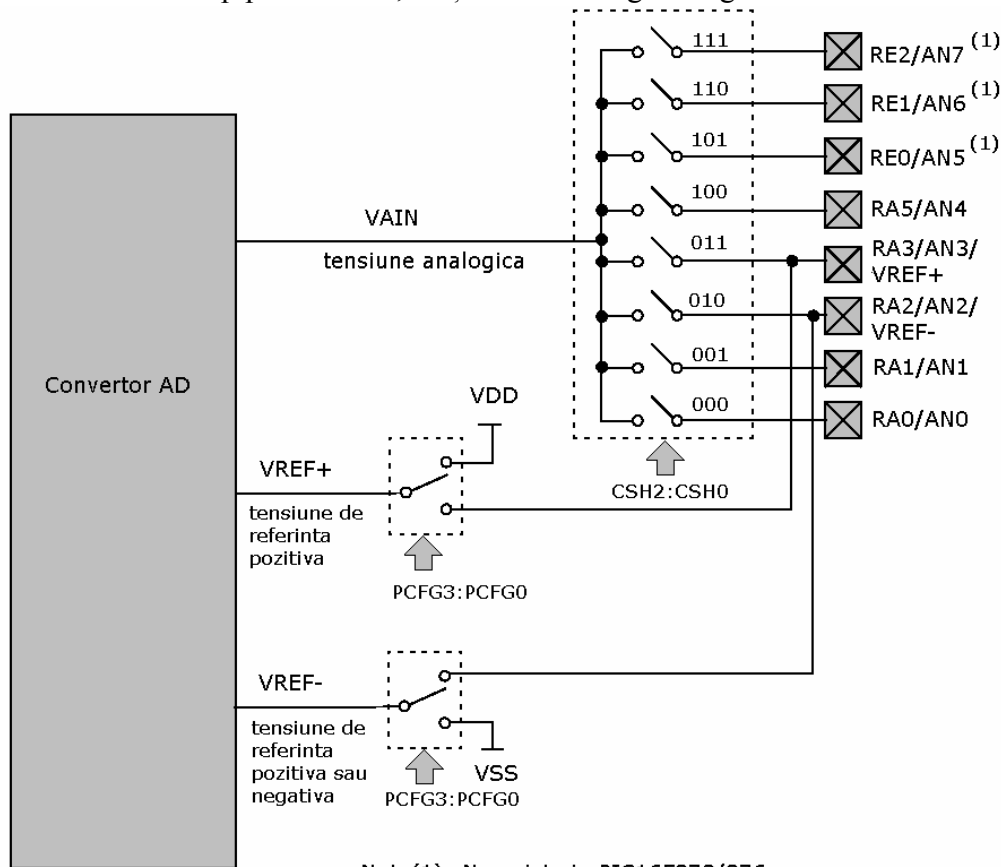 111
RE2/AN7 (1)
110
RE1/AN6 (1)
101
RE0/AN5 (1)
100
RA5/AN4
VAIN
tensiune analogica
011
RA3/AN3/
VREF+
010
RA2/AN2/
VREF-
001
RA1/AN1
000
RA0/AN0
Convertor AD
CSH2:CSH0
VDD
VREF+
tensiune de
referinta
pozitiva
PCFG3:PCFG0
VREF-
tensiune de
referinta
pozitiva sau
negativa
VSS
PCFG3:PCFG0